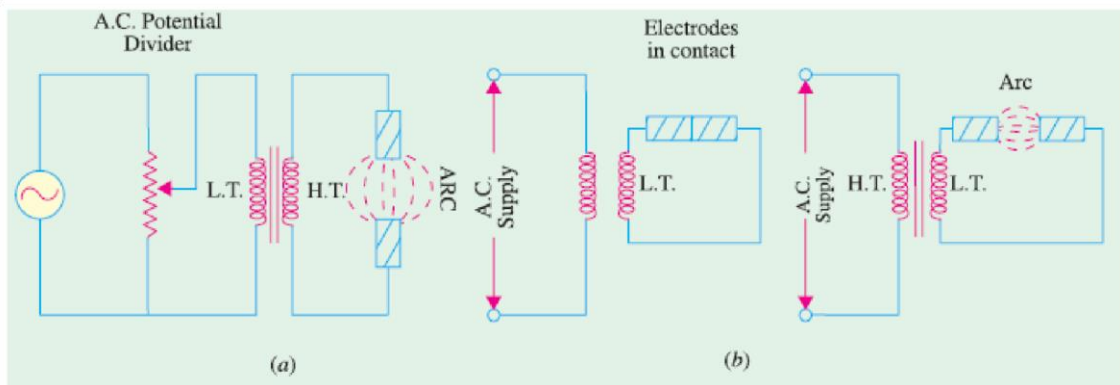 A.C. Potential
Divider
L.T.
H.T.
ARC
(a)
A.C.
Supply
Electrodes
in contact
L.T.
A.C.
Supply
H.T.
L.T.
Arc
(b)